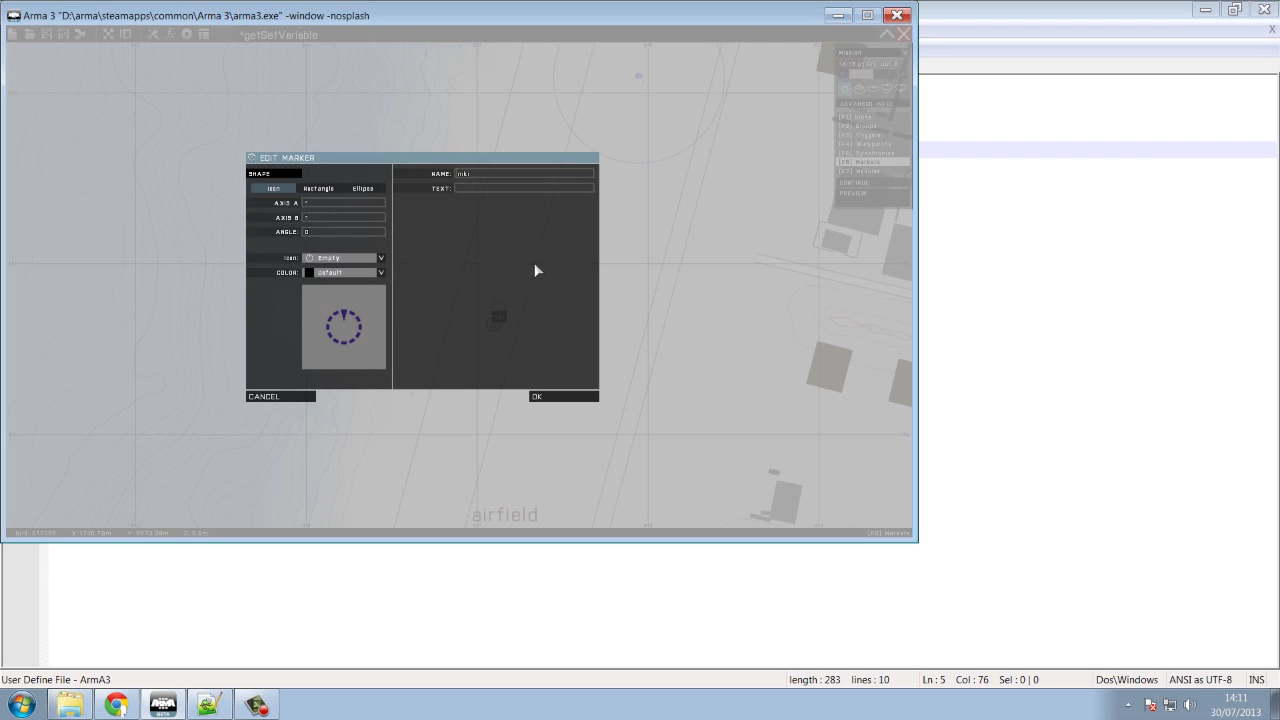 Arma 3 "D:\arma\steamapps\common\Arma 3\arma3.exe" -window -nosplash
*getSetVariable
MISSION
ADVANCED INTEL
[F1] Units
[F2] Groups
[F3] Triggers
[F4] Waypoints
[F5] Synchronize
[F6] Markers
[F7] Modules
CONTINUE
PREVIEW
EDIT MARKER
SHAPE
Icon Rectangle Ellipse
AXIS A
AXIS B
ANGLE: 0
Icon: Empty
COLOR: Default
NAME:
TEXT:
CANCEL
OK
airfield
[F6] Markers
User Define File - ArmA3
length : 283 lines : 10
Ln : 5 Col : 76 Sel : 0 | 0
Dos\Windows
ANSI as UTF-8
INS
14:11
30/07/2013